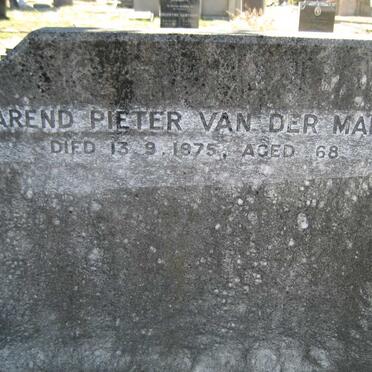 AREND PIETER VAN DER MA
DIED 13.9.1975, AGED 68